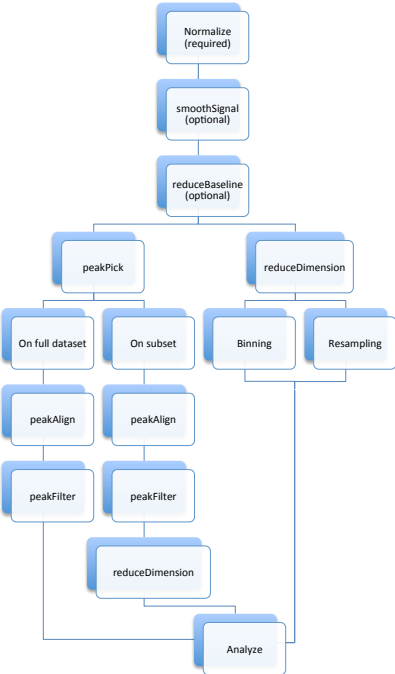 Normalize
(required)
smoothSignal
(optional)
reduceBaseline
(optional)
peakPick
reduceDimension
On full dataset
On subset
Binning
Resampling
peakAlign
peakAlign
peakFilter
peakFilter
reduceDimension
Analyze